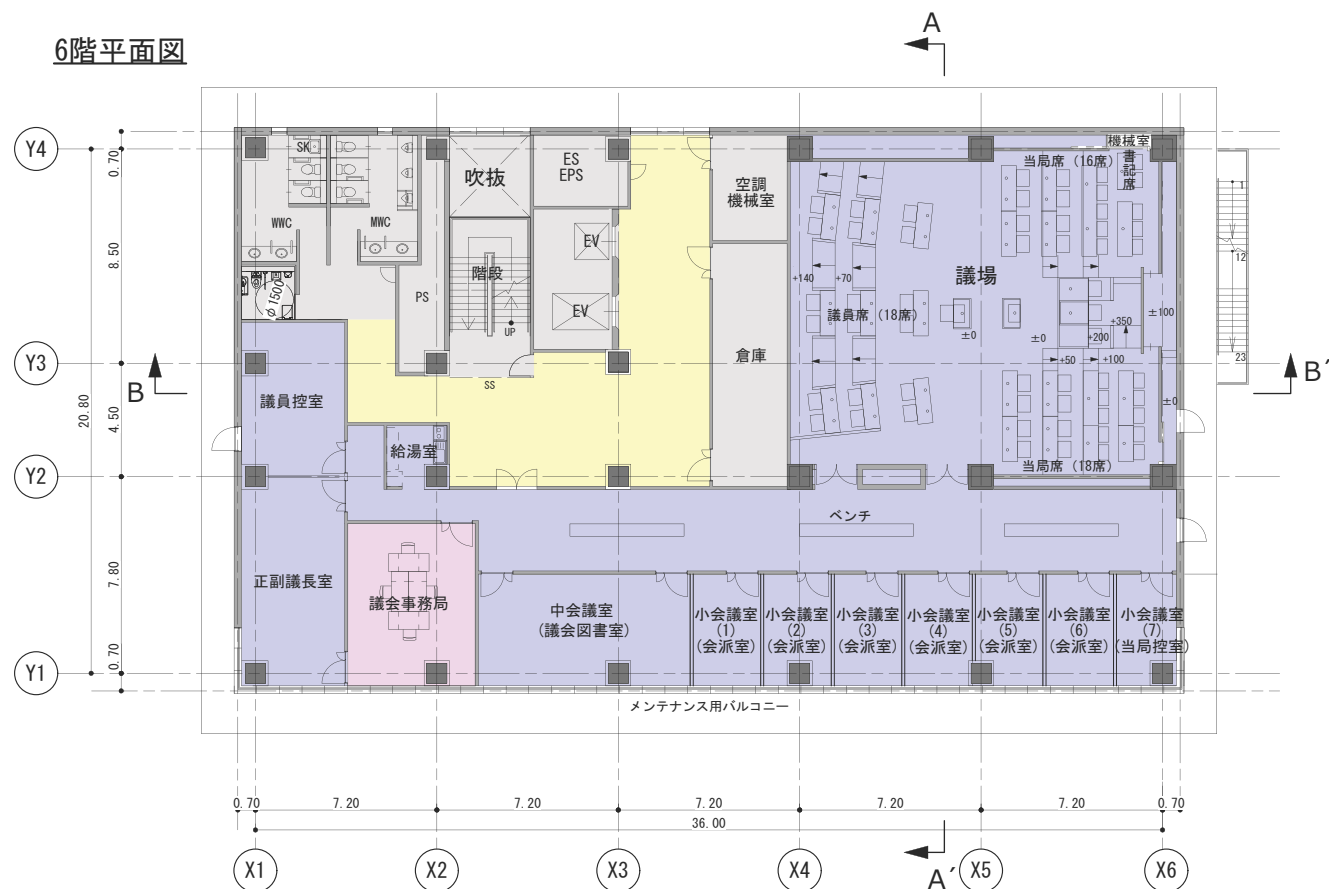 6階平面図
A
Y4
Y3
Y2
Y1
0.70
8.50
4.50
7.80
0.70
20.80
SK
WWC
MWC
φ1500
PS
吹抜
階段
UP
SS
ES
EPS
EV
EV
空調
機械室
倉庫
機械室
当局席（16席）
書記席
議場
+140
+70
議員席（18席）
±0
±0
+350
+200
±100
+50
+100
±0
当局席（18席）
1
12
23
B
B′
議員控室
給湯室
正副議長室
議会事務局
ベンチ
中会議室
(議会図書室)
小会議室
(1)
(会派室)
小会議室
(2)
(会派室)
小会議室
(3)
(会派室)
小会議室
(4)
(会派室)
小会議室
(5)
(会派室)
小会議室
(6)
(会派室)
小会議室
(7)
(当局控室)
メンテナンス用バルコニー
0.70
7.20
7.20
7.20
7.20
7.20
0.70
36.00
X1
X2
X3
X4
A′
X5
X6